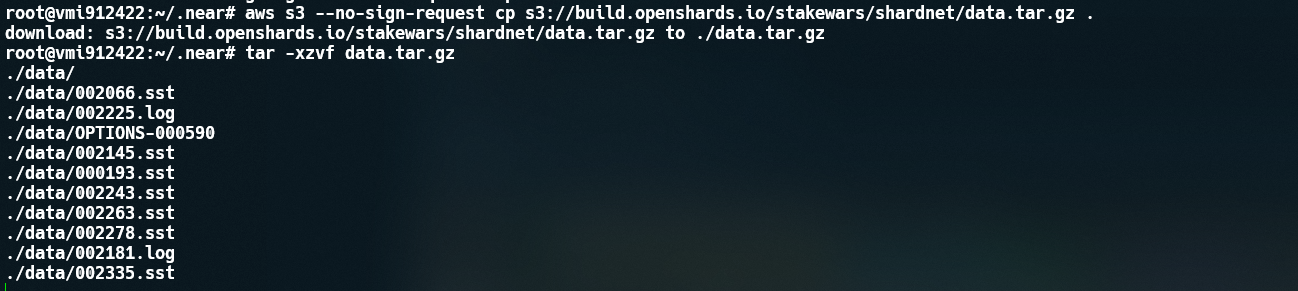 root@vmi912422:~/.near# aws s3 --no-sign-request cp s3://build.openshards.io/stakewars/shardnet/data.tar.gz .
download: s3://build.openshards.io/stakewars/shardnet/data.tar.gz to ./data.tar.gz
root@vmi912422:~/.near# tar -xzvf data.tar.gz
./data/
./data/002066.sst
./data/002225.log
./data/OPTIONS-000590
./data/002145.sst
./data/000193.sst
./data/002243.sst
./data/002263.sst
./data/002278.sst
./data/002181.log
./data/002335.sst